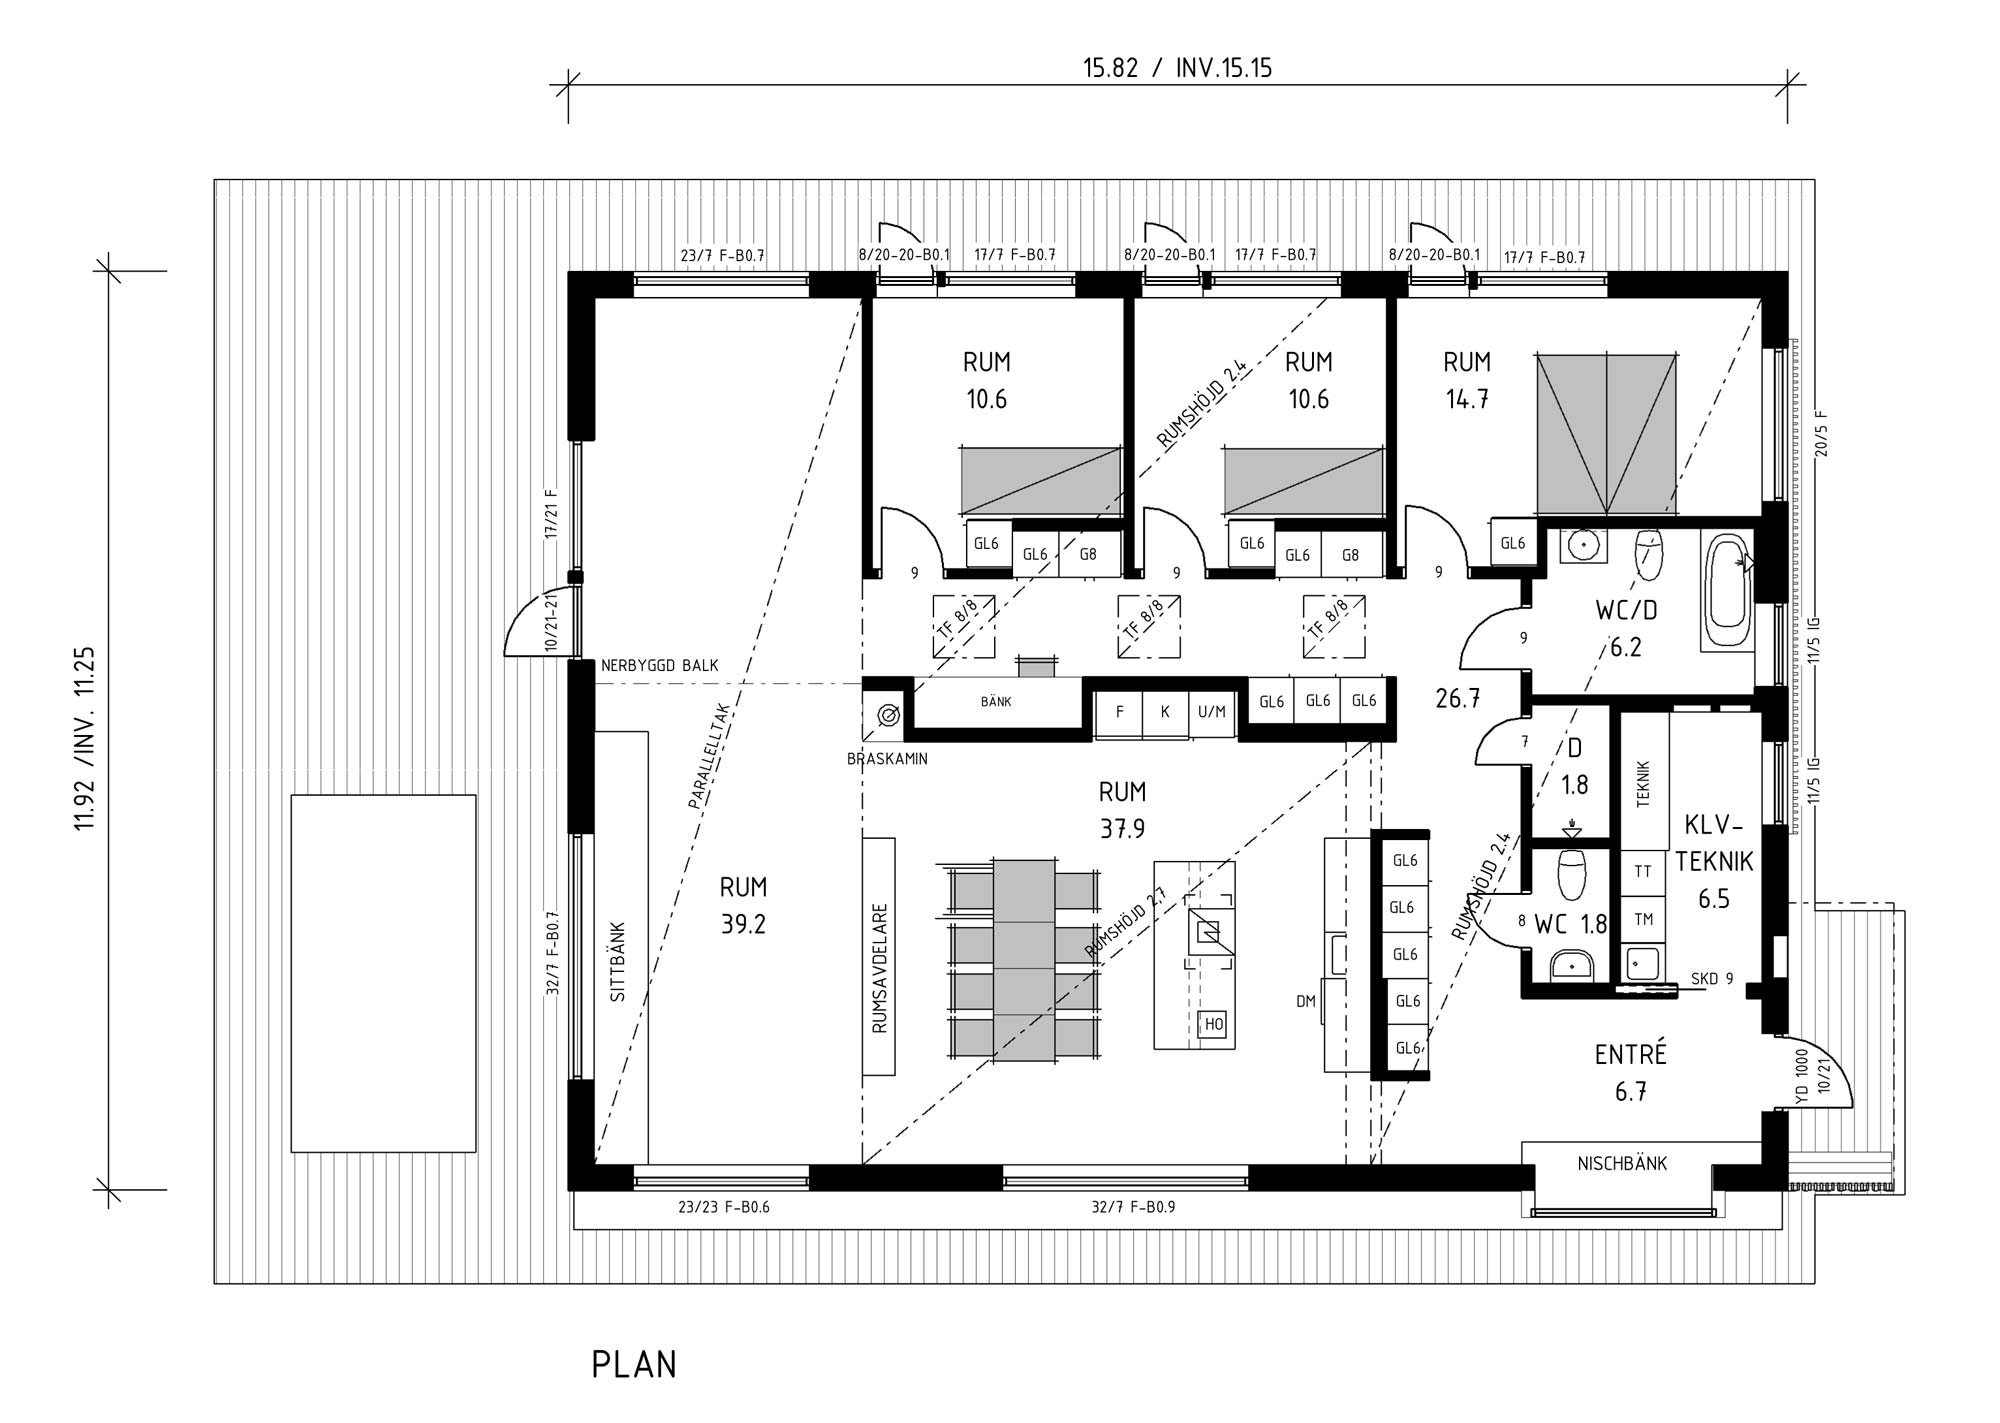 15.82 / INV.15.15
23/7 F-B0.7
8/20-20-B0.1
17/7 F-B0.7
8/20-20-B0.1
17/7 F-B0.7
8/20-20-B0.1
17/7 F-B0.7
RUM
10.6
RUMSHÖJD 2.4
RUM
10.6
RUM
14.7
20/5 F
17/21 F
10/21-21
GL6
GL6
G8
GL6
GL6
G8
GL6
9
9
9
TF 8/8
TF 8/8
TF 8/8
WC/D
6.2
9
11/5 IG
11.92 /INV. 11.25
NERBYGGD BALK
PARALLELLTAK
BÄNK
F
K
U/M
GL6
GL6
GL6
26.7
BRASKAMIN
7
D
1.8
TEKNIK
KLV-
TEKNIK
6.5
11/5 IG
RUM
37.9
RUM
39.2
SITTBÄNK
32/7 F-B0.7
RUMSAVDELARE
RUMSHÖJD 2,7
HO
DM
GL6
GL6
GL6
GL6
GL6
RUMSHÖJD 2.4
8
WC 1.8
TT
TM
SKD 9
ENTRÉ
6.7
YD 1000
10/21
NISCHBÄNK
23/23 F-B0.6
32/7 F-B0.9
PLAN